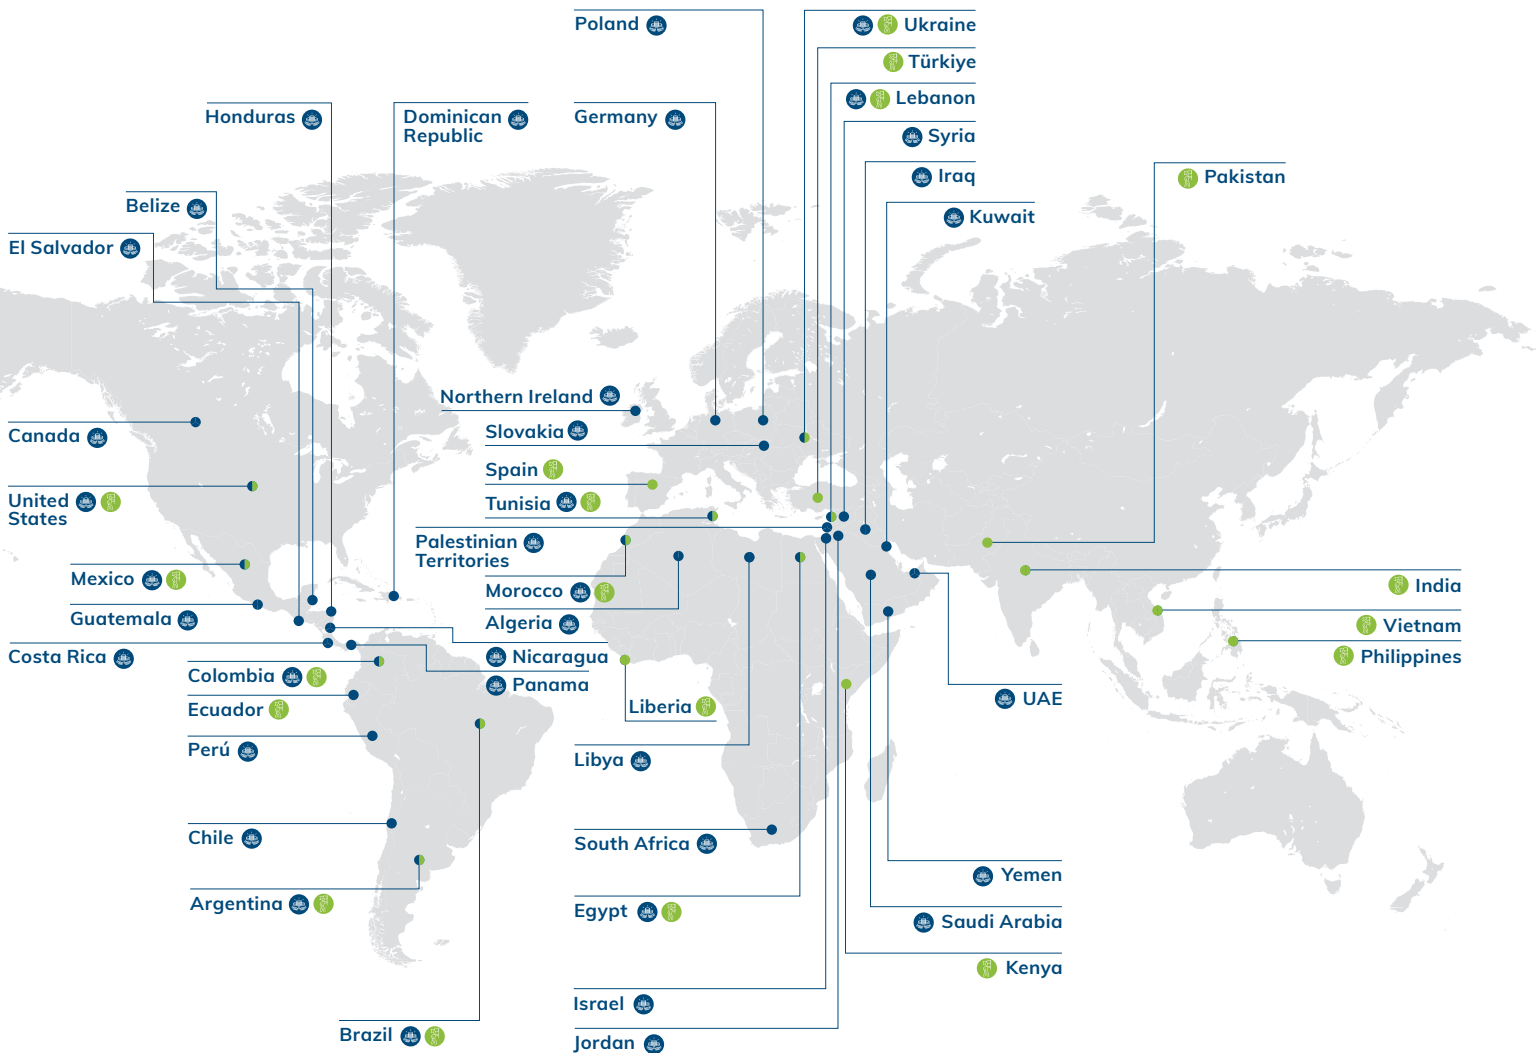 Poland
Ukraine
Türkiye
Lebanon
Honduras
Dominican
Republic
Germany
Syria
Iraq
Pakistan
Belize
Kuwait
El Salvador
Northern Ireland
Canada
Slovakia
Spain
United
States
Tunisia
Palestinian
Territories
Mexico
Morocco
India
Guatemala
Algeria
Vietnam
Costa Rica
Nicaragua
Philippines
Colombia
Panama
UAE
Ecuador
Liberia
Perú
Libya
Chile
South Africa
Yemen
Argentina
Egypt
Saudi Arabia
Kenya
Israel
Brazil
Jordan